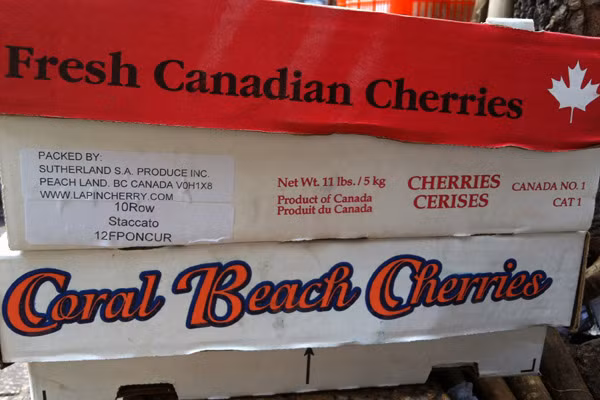 Fresh Canadian Cherries
PACKED BY:
SUTHERLAND S.A. PRODUCE INC.
PEACH LAND. BC CANADA V0H1X8
WWW.LAPINCHERRY.COM
10Row
Staccato
12FPONCUR
Net Wt. 11 lbs. / 5 kg
Product of Canada
Produit du Canada
CHERRIES
CERISES
CANADA NO. 1
CAT 1
Coral Beach Cherries